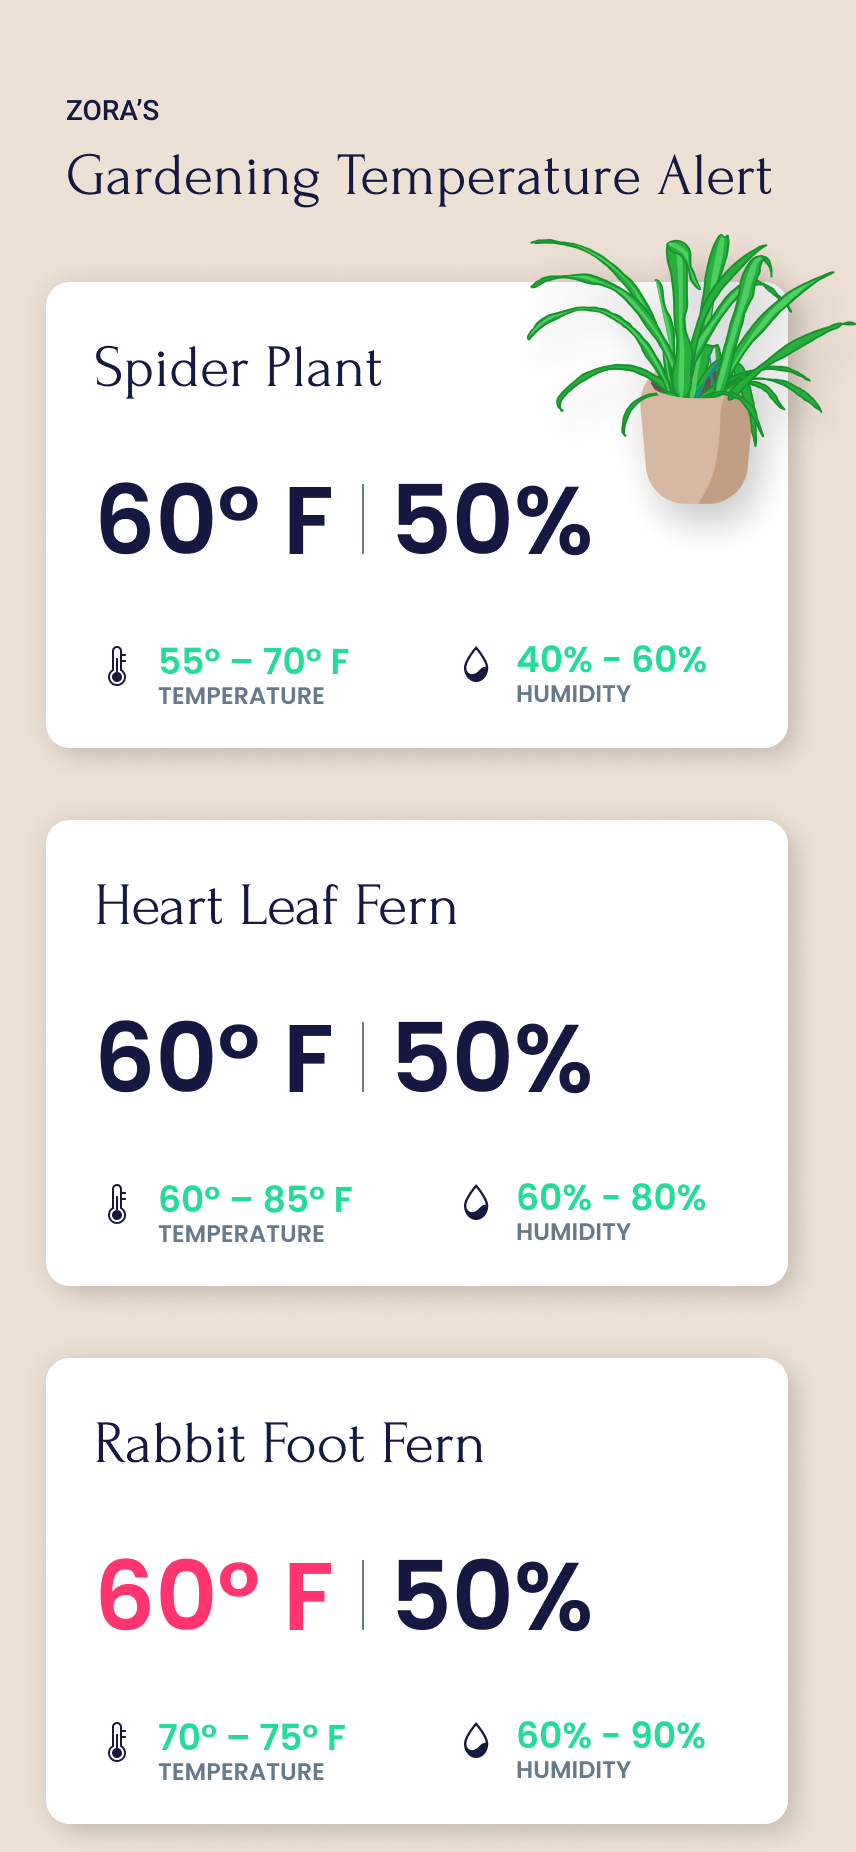 ZORA’S
Gardening Temperature Alert
Spider Plant
60° F | 50%
55° – 70° F
TEMPERATURE
40% - 60%
HUMIDITY
Heart Leaf Fern
60° F | 50%
60° – 85° F
TEMPERATURE
60% - 80%
HUMIDITY
Rabbit Foot Fern
60° F | 50%
70° – 75° F
TEMPERATURE
60% - 90%
HUMIDITY